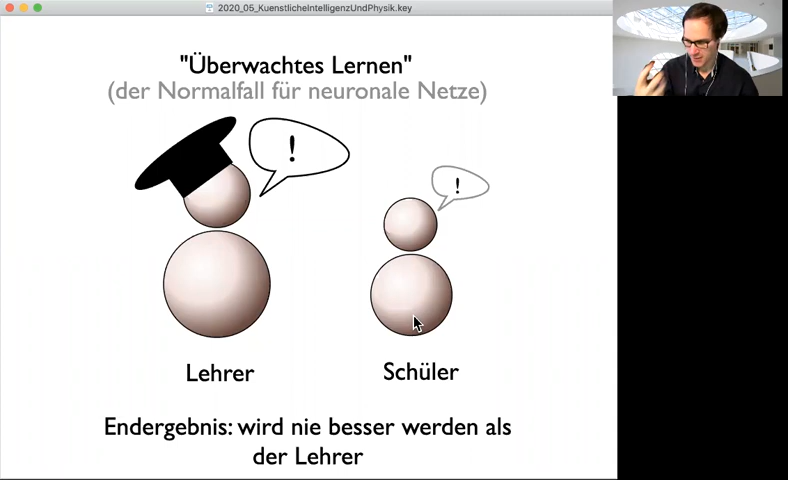 2020_05_KuenstlicheIntelligenzUndPhysik.key
"Überwachtes Lernen"
(der Normalfall für neuronale Netze)
!
!
Lehrer
Schüler
Endergebnis: wird nie besser werden als
der Lehrer